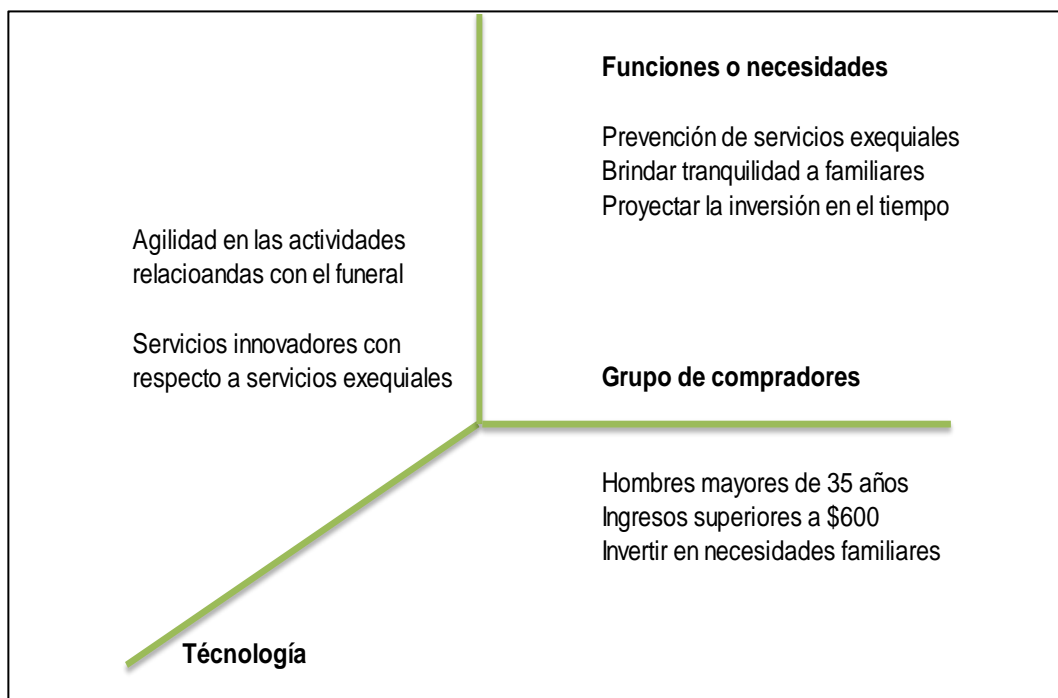 Funciones o necesidades
Prevención de servicios exequiales
Brindar tranquilidad a familiares
Proyectar la inversión en el tiempo
Agilidad en las actividades
relacioandas con el funeral
Servicios innovadores con
respecto a servicios exequiales
Grupo de compradores
Hombres mayores de 35 años
Ingresos superiores a $600
Invertir en necesidades familiares
Técnología